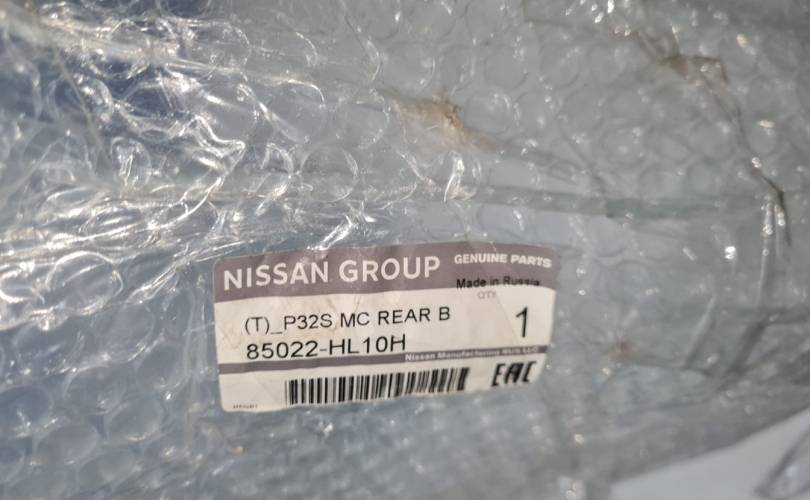 NISSAN GROUP
GENUINE PARTS
Made in Russia
QTY
(T)_P32S MC REAR B
1
85022-HL10H
Nissan Manufacturing RUS LLC
EAC